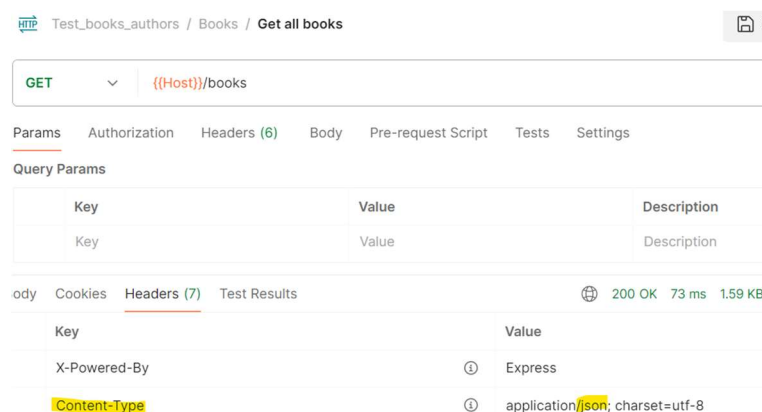 HTTP Test_books_authors / Books / Get all books
GET {{Host}}/books
Params Authorization Headers (6) Body Pre-request Script Tests Settings
Query Params
Key Value Description
Key Value Description
ody Cookies Headers (7) Test Results 200 OK 73 ms 1.59 KB
Key Value
X-Powered-By Express
Content-Type application/json; charset=utf-8